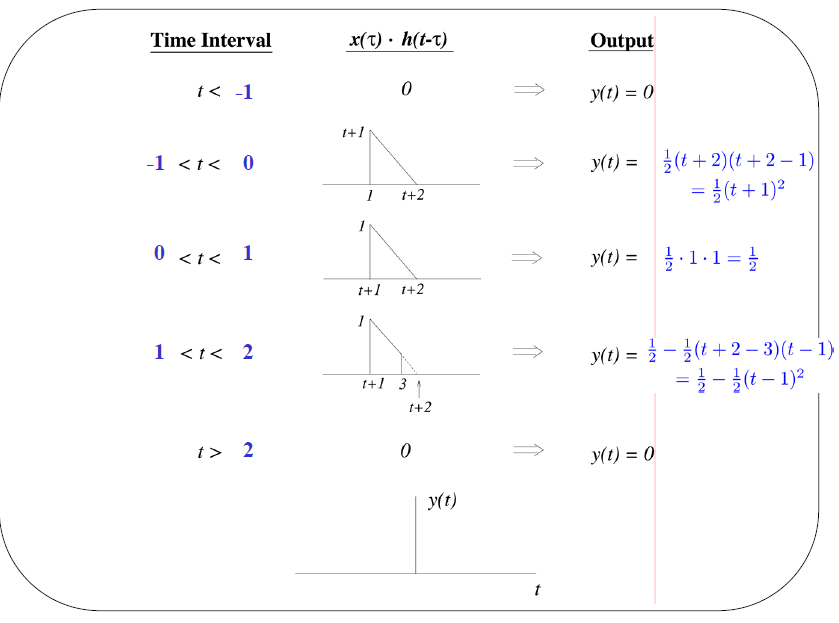 Time Interval x(τ) · h(t-τ) Output
t < -1 0 ⟹ y(t) = 0
t+1
-1 < t < 0 ⟹ y(t) = ½(t + 2)(t + 2 − 1)
= ½(t + 1)²
1 t+2
1
0 < t < 1 ⟹ y(t) = ½ · 1 · 1 = ½
t+1 t+2
1
1 < t < 2 ⟹ y(t) = ½ − ½(t + 2 − 3)(t − 1)
= ½ − ½(t − 1)²
t+1 3
t+2
t > 2 0 ⟹ y(t) = 0
y(t)
t